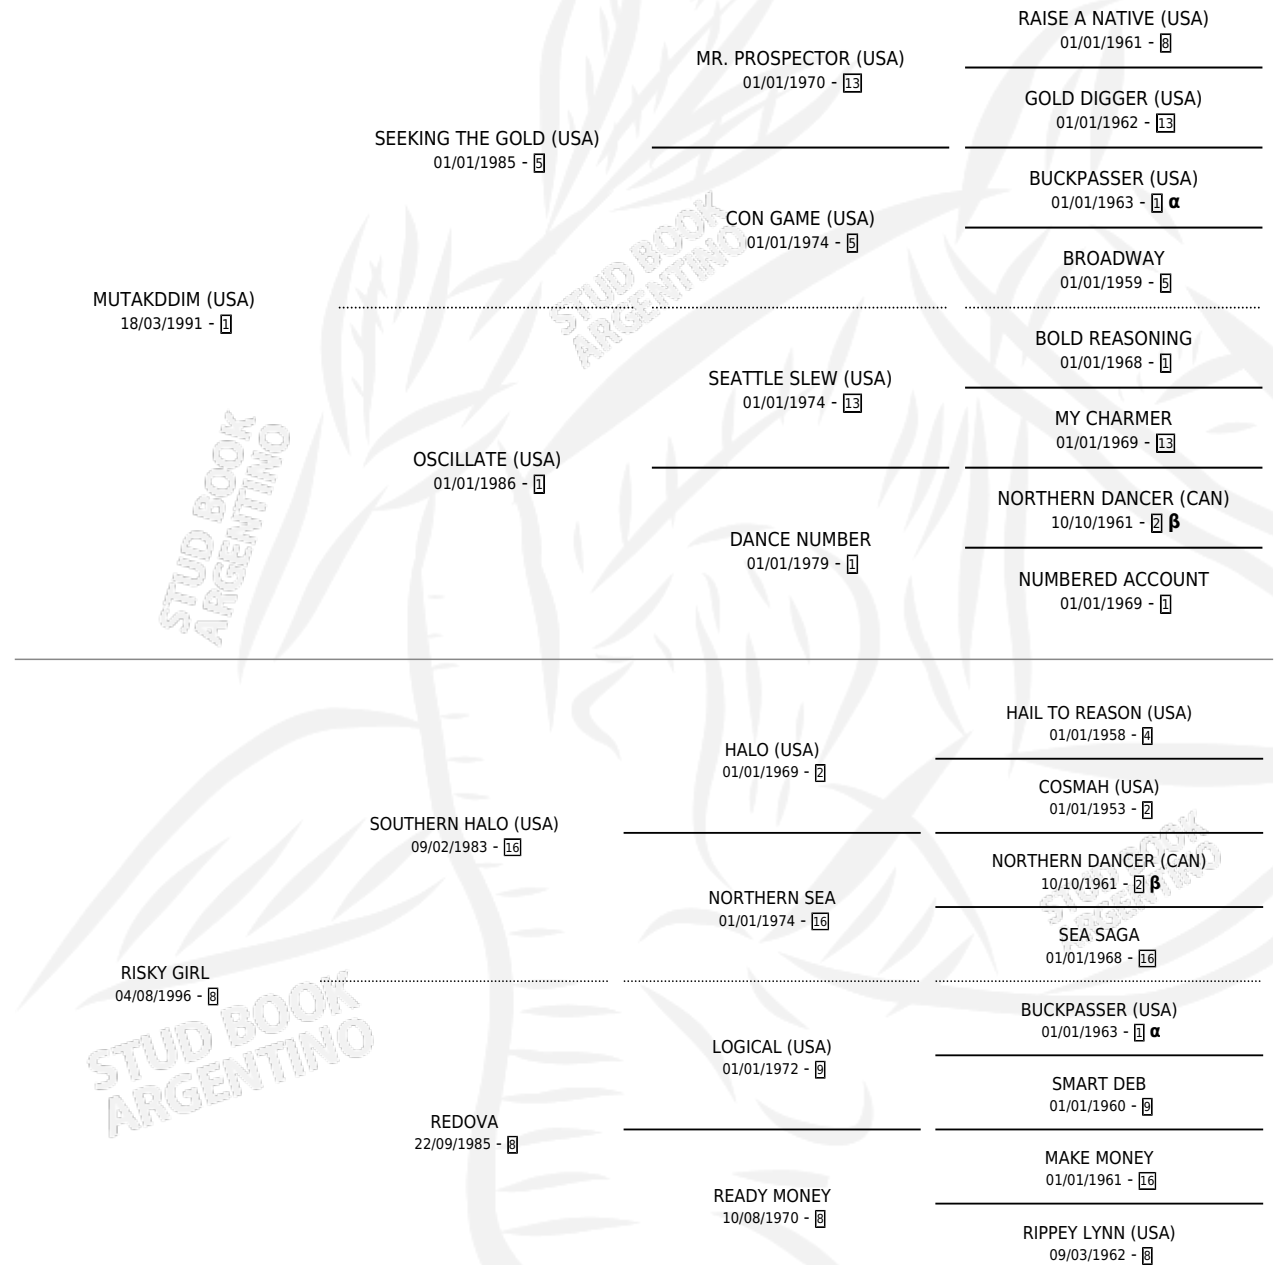 RAISE A NATIVE (USA)
01/01/1961 - 8
MR. PROSPECTOR (USA)
01/01/1970 - 13
GOLD DIGGER (USA)
01/01/1962 - 13
SEEKING THE GOLD (USA)
01/01/1985 - 5
BUCKPASSER (USA)
01/01/1963 - 1 α
CON GAME (USA)
01/01/1974 - 5
BROADWAY
01/01/1959 - 5
MUTAKDDIM (USA)
18/03/1991 - 1
BOLD REASONING
01/01/1968 - 1
SEATTLE SLEW (USA)
01/01/1974 - 13
MY CHARMER
01/01/1969 - 13
OSCILLATE (USA)
01/01/1986 - 1
NORTHERN DANCER (CAN)
10/10/1961 - 2 β
DANCE NUMBER
01/01/1979 - 1
NUMBERED ACCOUNT
01/01/1969 - 1
HAIL TO REASON (USA)
01/01/1958 - 4
HALO (USA)
01/01/1969 - 2
COSMAH (USA)
01/01/1953 - 2
SOUTHERN HALO (USA)
09/02/1983 - 16
NORTHERN DANCER (CAN)
10/10/1961 - 2 β
NORTHERN SEA
01/01/1974 - 16
SEA SAGA
01/01/1968 - 16
RISKY GIRL
04/08/1996 - 8
BUCKPASSER (USA)
01/01/1963 - 1 α
LOGICAL (USA)
01/01/1972 - 9
SMART DEB
01/01/1960 - 9
REDOVA
22/09/1985 - 8
MAKE MONEY
01/01/1961 - 16
READY MONEY
10/08/1970 - 8
RIPPEY LYNN (USA)
09/03/1962 - 8
STUD BOOK
ARGENTINO
STUD BOOK
ARGENTINO
STUD BOOK
ARGENTINO
STUD BOOK
ARGENTINO